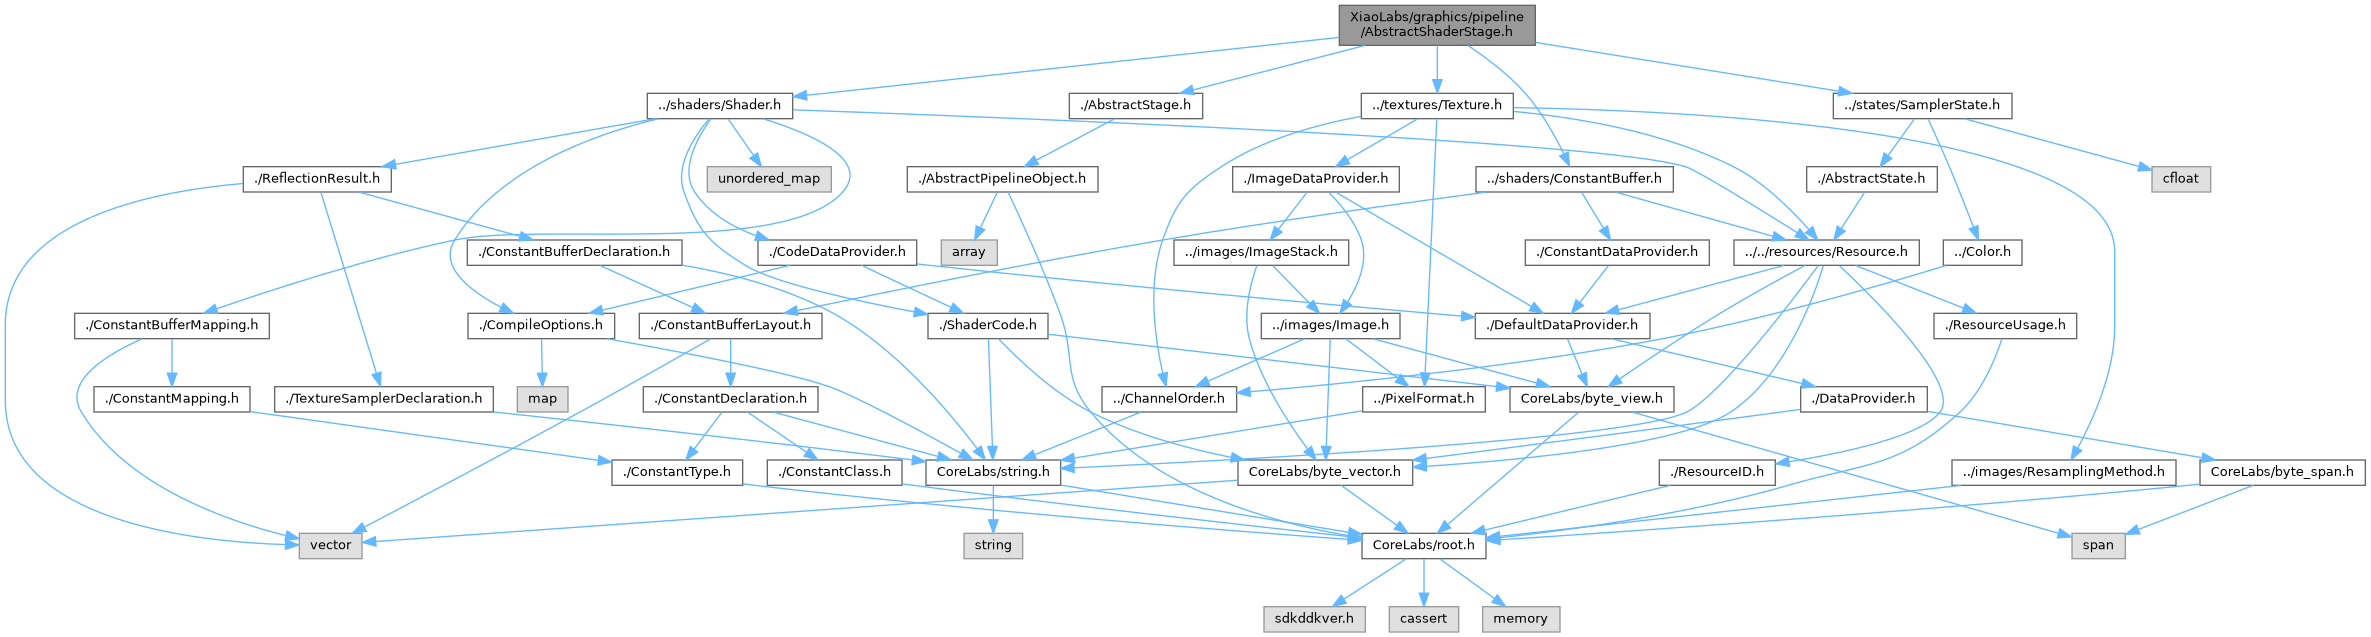 XiaoLabs/graphics/pipeline
/AbstractShaderStage.h
../shaders/Shader.h
./AbstractStage.h
../textures/Texture.h
../states/SamplerState.h
./ReflectionResult.h
unordered_map
./AbstractPipelineObject.h
./ImageDataProvider.h
../shaders/ConstantBuffer.h
./AbstractState.h
cfloat
./ConstantBufferDeclaration.h
./CodeDataProvider.h
array
../images/ImageStack.h
./ConstantDataProvider.h
../../resources/Resource.h
../Color.h
./ConstantBufferMapping.h
./CompileOptions.h
./ConstantBufferLayout.h
./ShaderCode.h
../images/Image.h
./DefaultDataProvider.h
./ResourceUsage.h
./ConstantMapping.h
./TextureSamplerDeclaration.h
map
./ConstantDeclaration.h
../ChannelOrder.h
../PixelFormat.h
CoreLabs/byte_view.h
./DataProvider.h
./ConstantType.h
./ConstantClass.h
CoreLabs/string.h
CoreLabs/byte_vector.h
./ResourceID.h
../images/ResamplingMethod.h
CoreLabs/byte_span.h
vector
string
CoreLabs/root.h
span
sdkddkver.h
cassert
memory